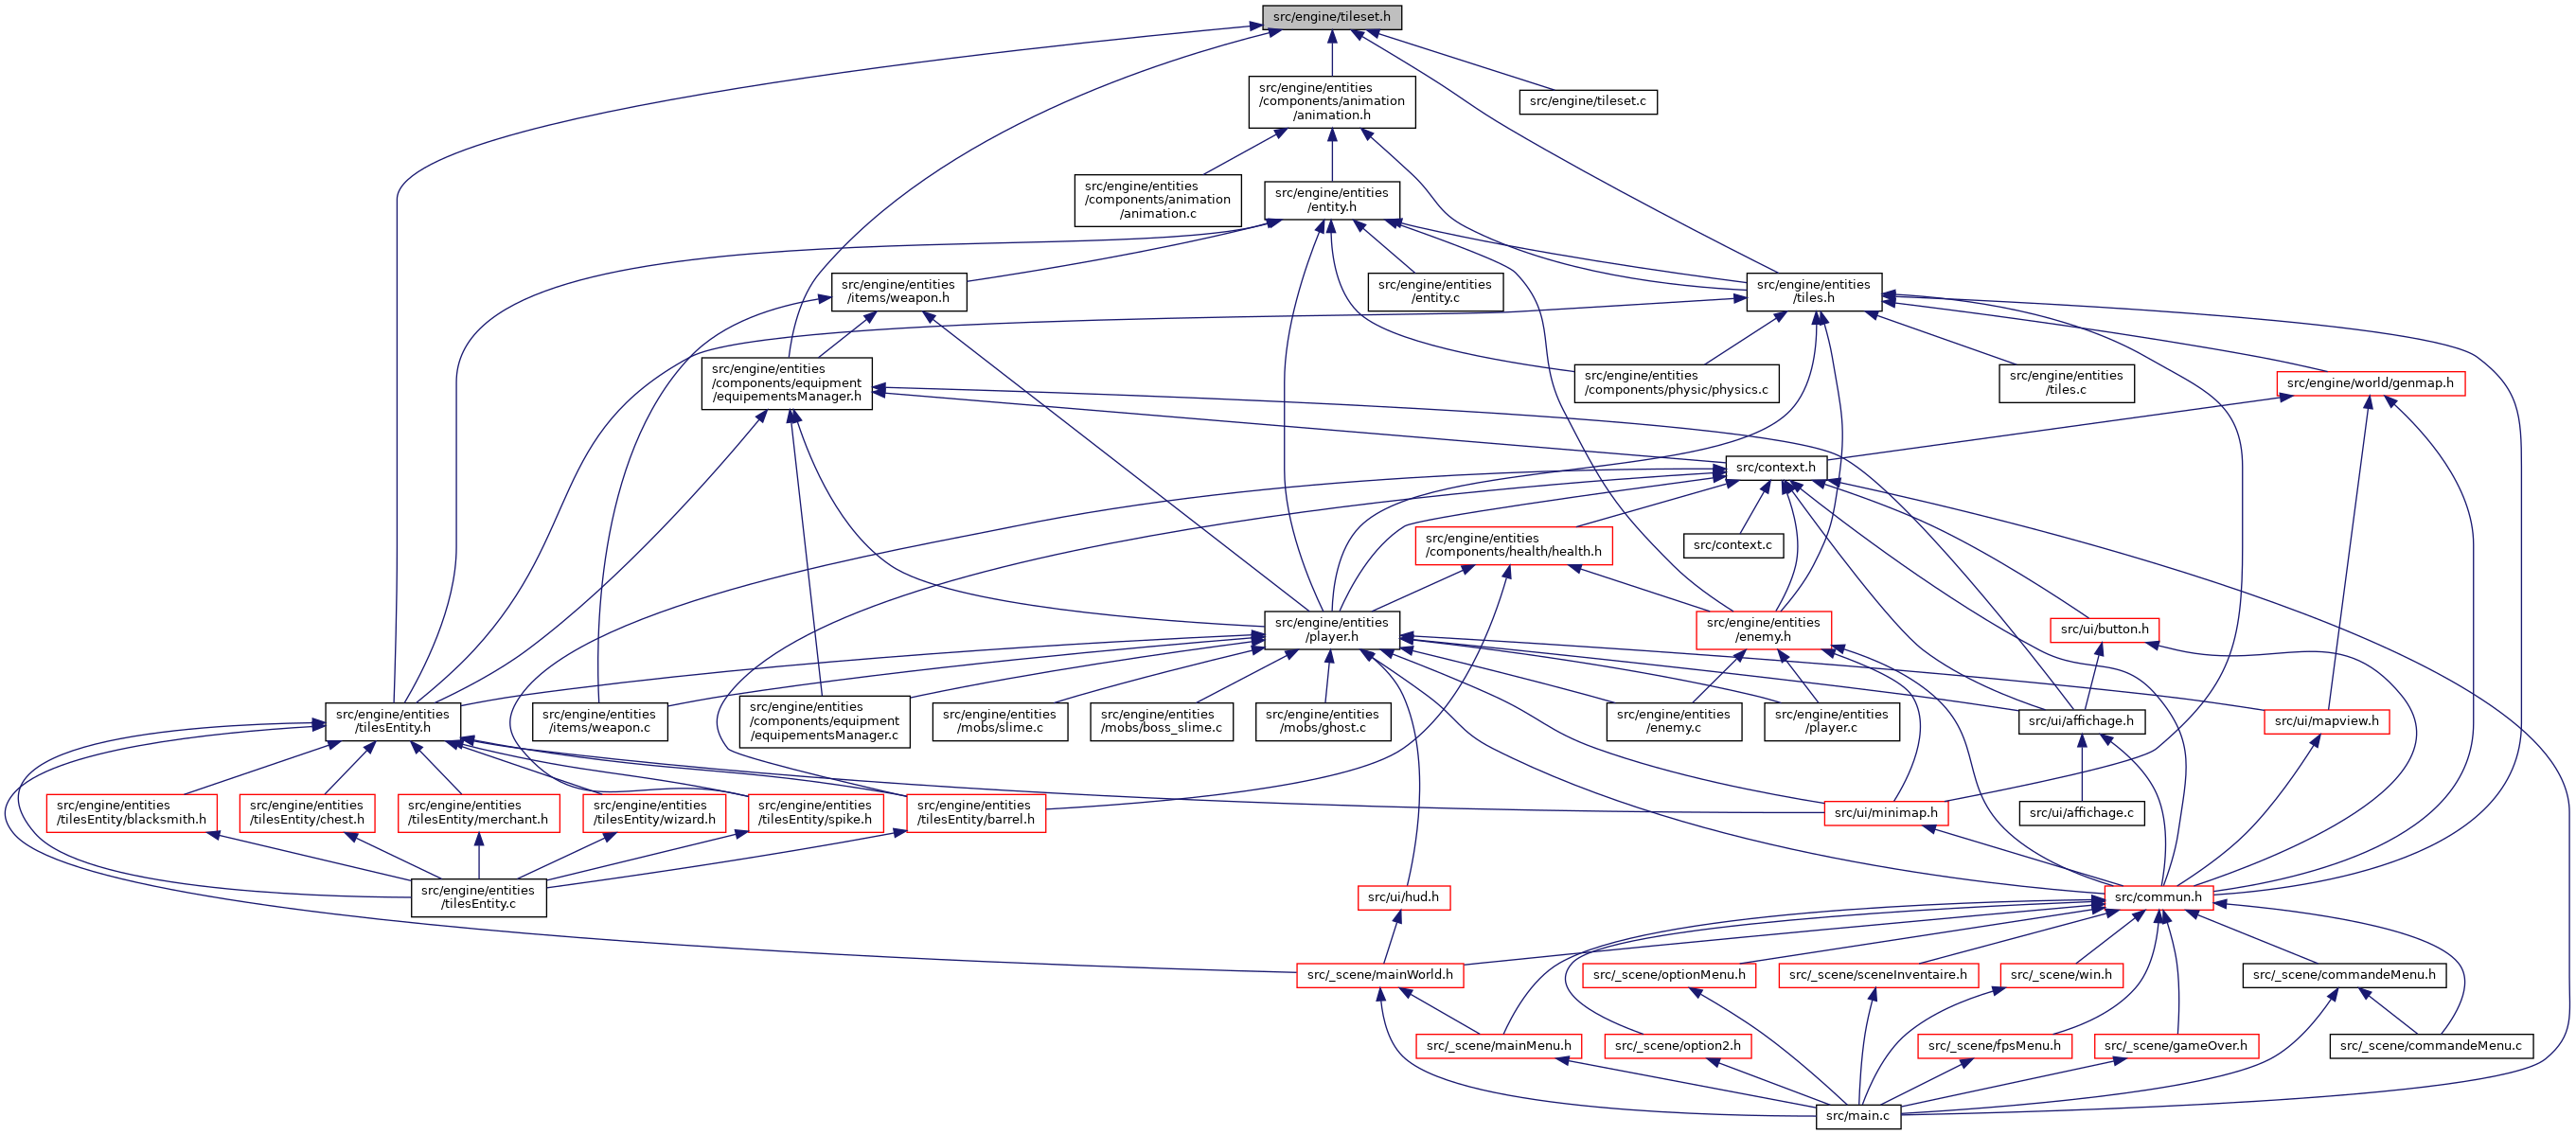 src/engine/tileset.h
src/engine/entities
/components/animation
/animation.h
src/engine/tileset.c
src/engine/entities
/components/animation
/animation.c
src/engine/entities
/entity.h
src/engine/entities
/items/weapon.h
src/engine/entities
/entity.c
src/engine/entities
/tiles.h
src/engine/entities
/components/equipment
/equipementsManager.h
src/engine/entities
/components/physic/physics.c
src/engine/entities
/tiles.c
src/engine/world/genmap.h
src/context.h
src/engine/entities
/components/health/health.h
src/context.c
src/engine/entities
/player.h
src/engine/entities
/enemy.h
src/ui/button.h
src/engine/entities
/tilesEntity.h
src/engine/entities
/items/weapon.c
src/engine/entities
/components/equipment
/equipementsManager.c
src/engine/entities
/mobs/slime.c
src/engine/entities
/mobs/boss_slime.c
src/engine/entities
/mobs/ghost.c
src/engine/entities
/enemy.c
src/engine/entities
/player.c
src/ui/affichage.h
src/ui/mapview.h
src/engine/entities
/tilesEntity/blacksmith.h
src/engine/entities
/tilesEntity/chest.h
src/engine/entities
/tilesEntity/merchant.h
src/engine/entities
/tilesEntity/wizard.h
src/engine/entities
/tilesEntity/spike.h
src/engine/entities
/tilesEntity/barrel.h
src/ui/minimap.h
src/ui/affichage.c
src/engine/entities
/tilesEntity.c
src/ui/hud.h
src/commun.h
src/_scene/mainWorld.h
src/_scene/optionMenu.h
src/_scene/sceneInventaire.h
src/_scene/win.h
src/_scene/commandeMenu.h
src/_scene/mainMenu.h
src/_scene/option2.h
src/_scene/fpsMenu.h
src/_scene/gameOver.h
src/_scene/commandeMenu.c
src/main.c